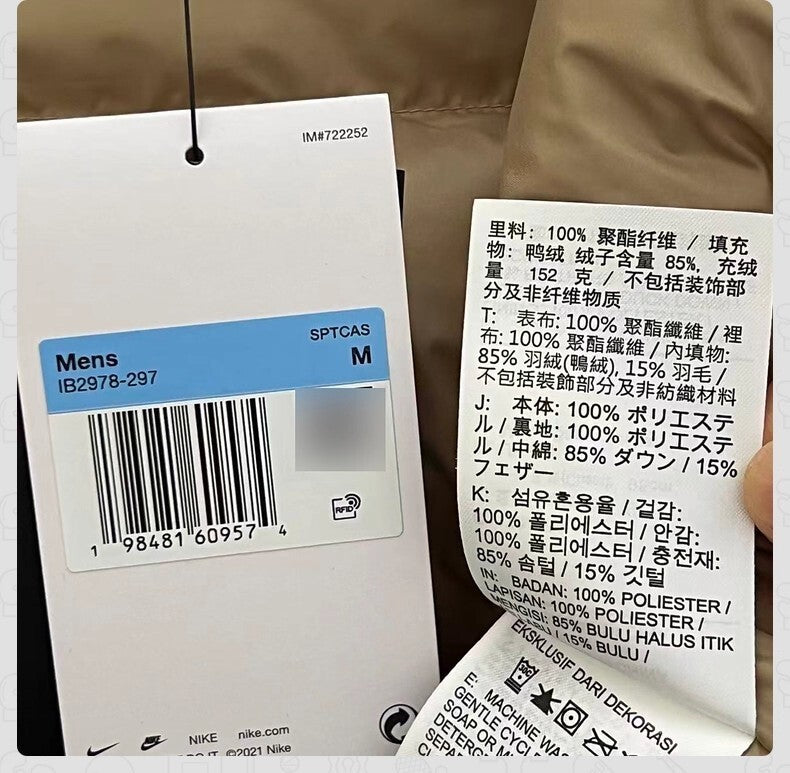 IM#722252
SPTCAS
Mens
M
IB2978-297
RFID
1 98481 60957 4
NIKE nike.com
©2021 Nike
里料: 100% 聚酯纤维 / 填充
物: 鸭绒 绒子含量 85%, 充绒
量 152 克 / 不包括装饰部
分及非纤维物质
T: 表布: 100% 聚酯纖維 / 裡
布: 100% 聚酯纖維 / 內填物:
85% 羽絨(鴨絨), 15% 羽毛 /
不包括裝飾部分及非紡織材料
J: 本体: 100% ポリエステ
ル / 裏地: 100% ポリエステ
ル / 中綿: 85% ダウン / 15%
フェザー
K: 섬유혼용율 / 겉감:
100% 폴리에스터 / 안감:
100% 폴리에스터 / 충전재:
85% 솜털 / 15% 깃털
IN: BADAN: 100% POLIESTER /
LAPISAN: 100% POLIESTER /
MENGISI: 85% BULU HALUS ITIK
/ 15% BULU /
EKSKLUSIF DARI DEKORASI
E: MACHINE WA
GENTLE CYCL
SOAP OR M
DETERG
SEPA